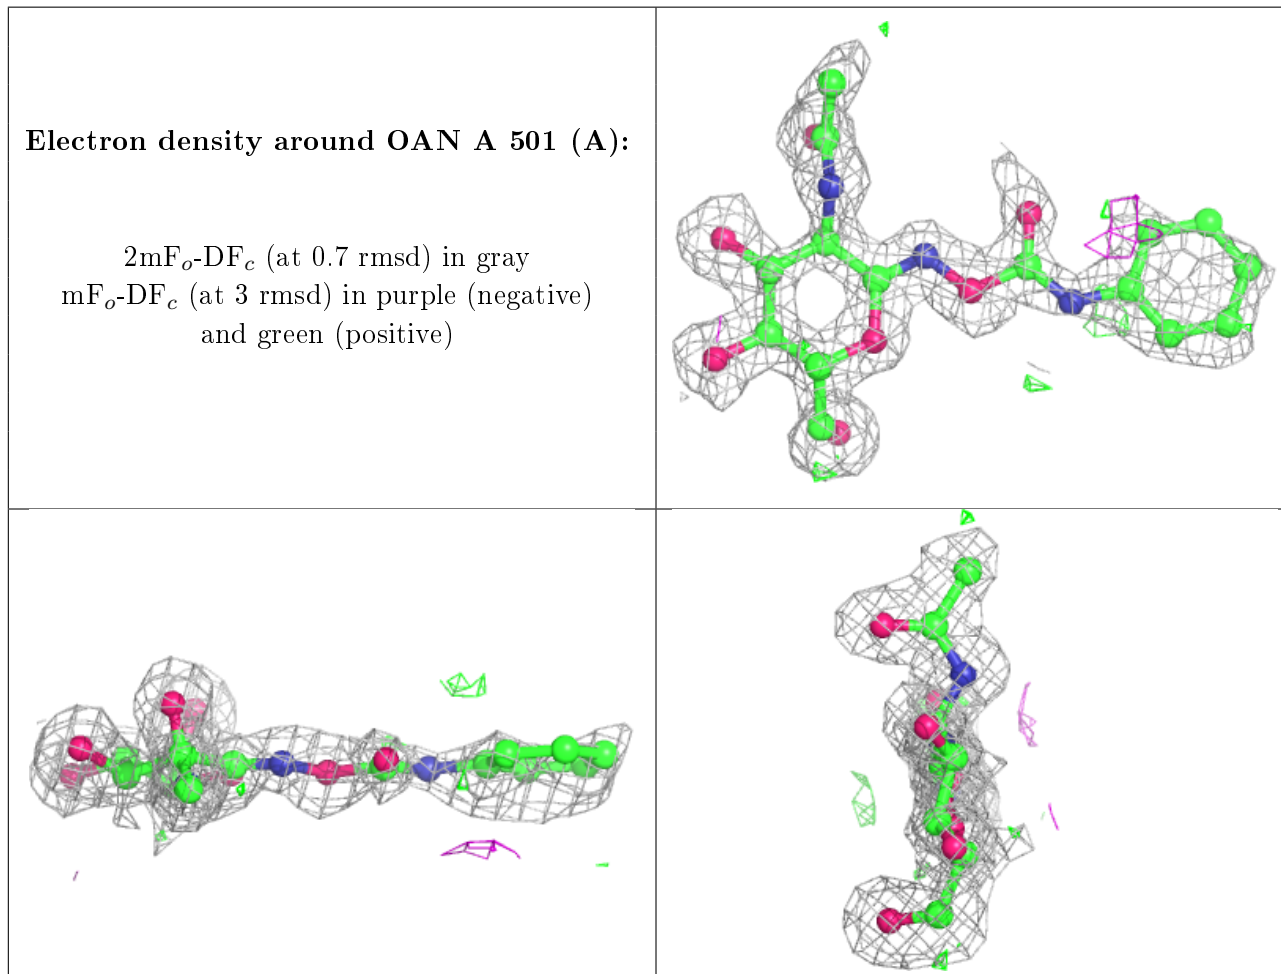 Electron density around OAN A 501 (A):
2mFₒ-DF𝒸 (at 0.7 rmsd) in gray
mFₒ-DF𝒸 (at 3 rmsd) in purple (negative)
and green (positive)